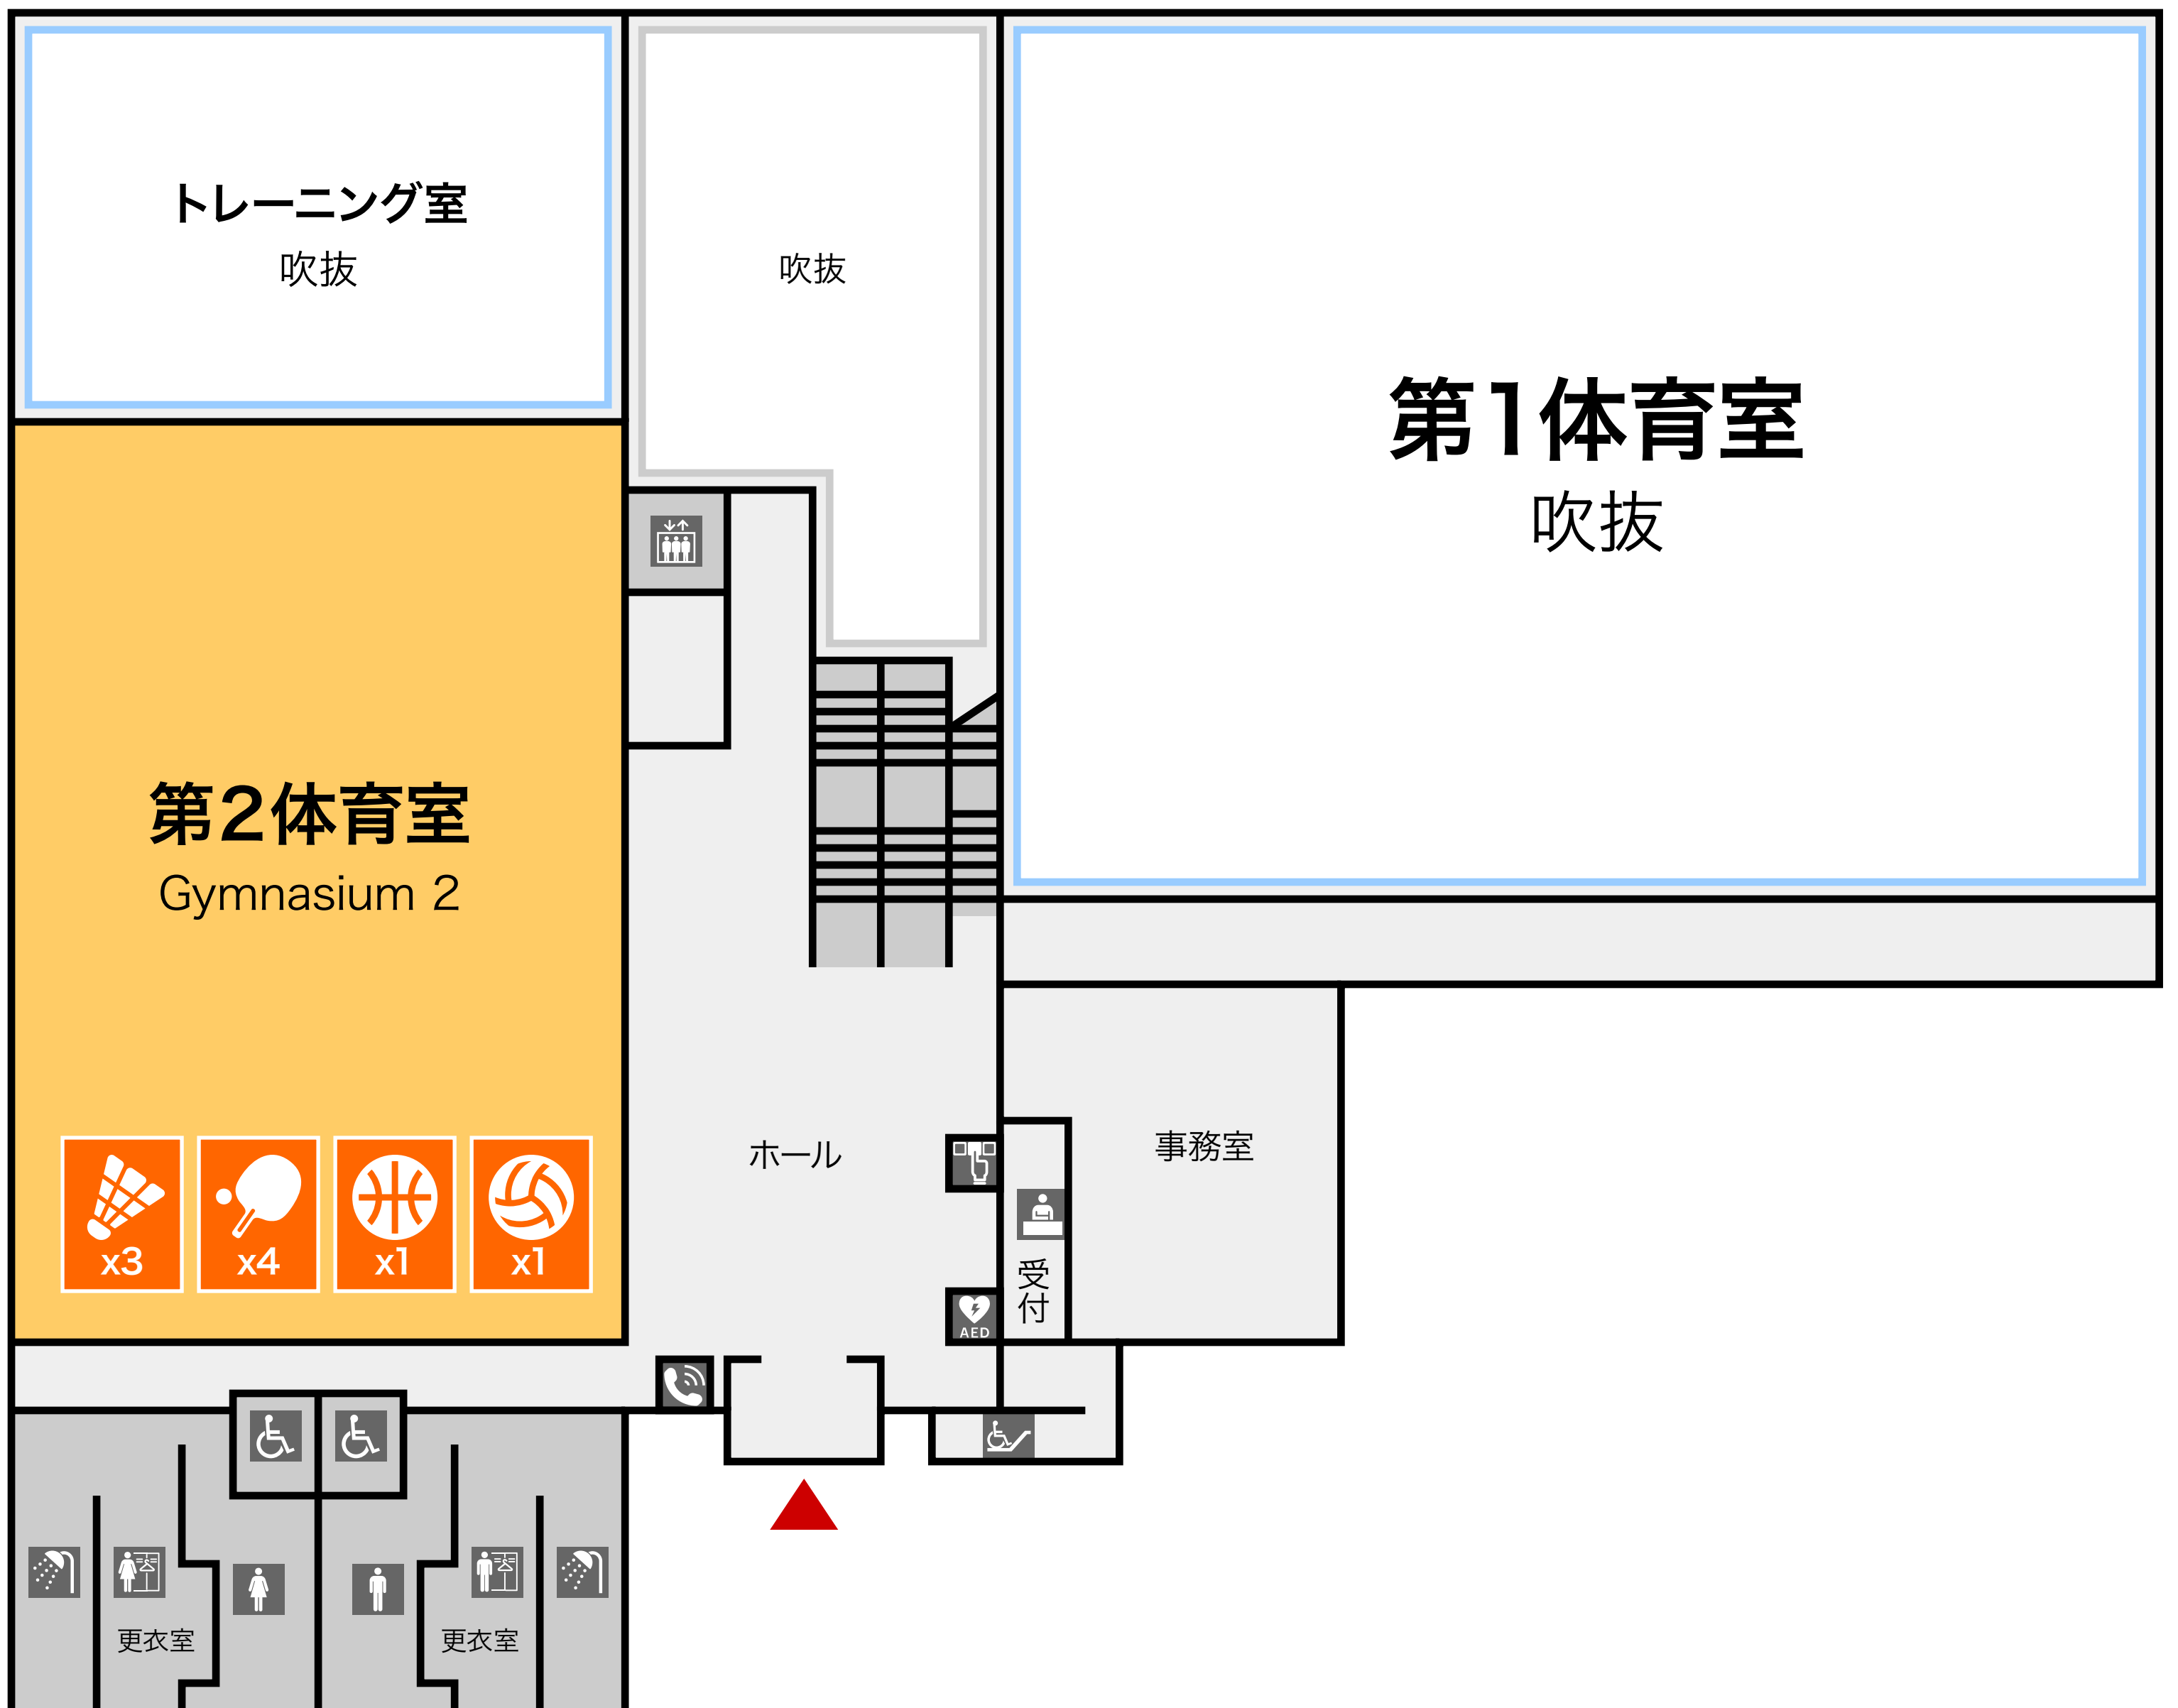 トレーニング室
吹抜
吹抜
第1体育室
吹抜
第2体育室
Gymnasium 2
x3
x4
x1
x1
ホール
事務室
受付
AED
更衣室
更衣室